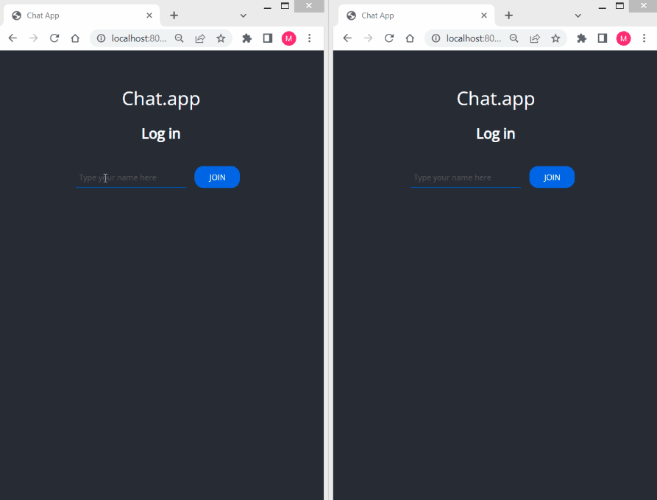 Chat App
localhost:80...
M
Chat.app
Log in
Type your name here
JOIN
Chat App
localhost:80...
M
Chat.app
Log in
Type your name here
JOIN